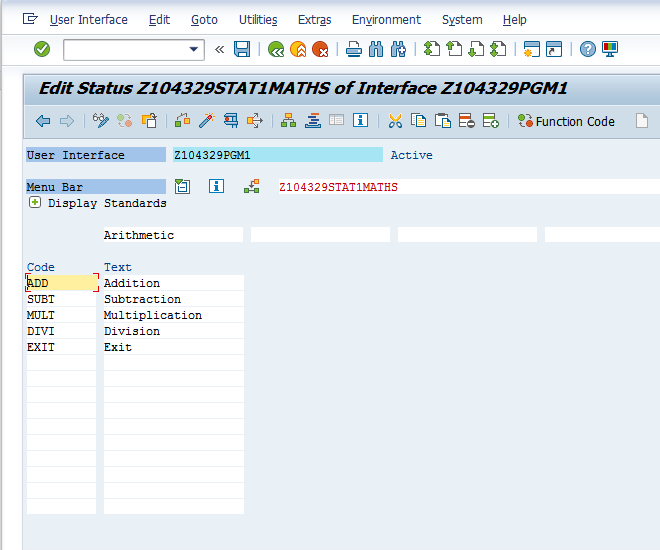 User Interface Edit Goto Utilities Extras Environment System Help
Edit Status Z104329STAT1MATHS of Interface Z104329PGM1
Function Code
User Interface Z104329PGM1 Active
Menu Bar Z104329STAT1MATHS
Display Standards
Arithmetic
Code Text
ADD Addition
SUBT Subtraction
MULT Multiplication
DIVI Division
EXIT Exit